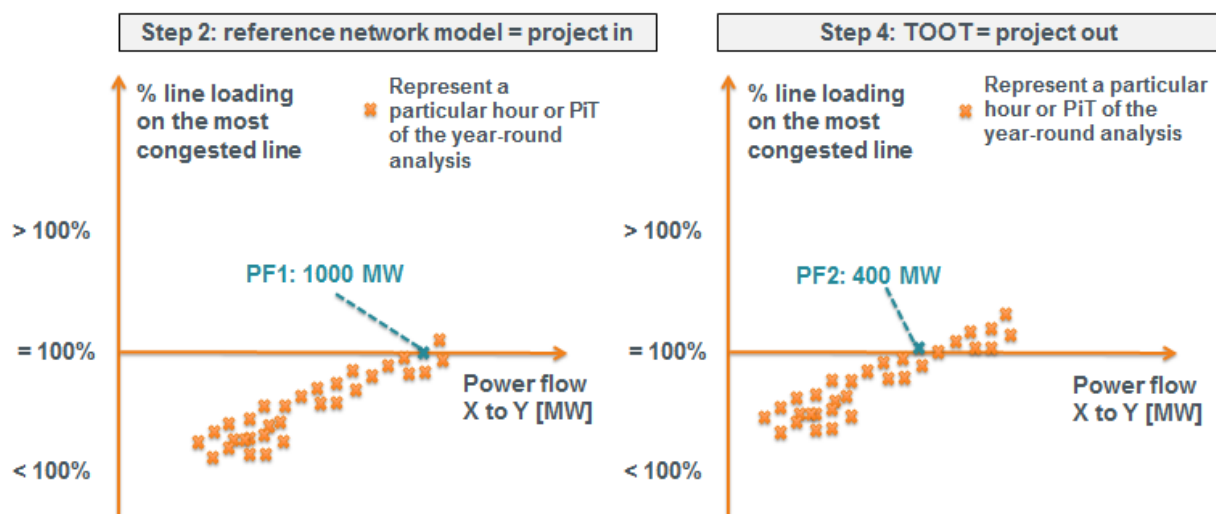 Step 2: reference network model = project in
% line loading
on the most
congested line
Represent a
particular hour or PiT
of the year-round
analysis
> 100%
PF1: 1000 MW
= 100%
Power flow
X to Y [MW]
< 100%
Step 4: TOOT = project out
% line loading
on the most
congested line
Represent a particular
hour or PiT of the
year-round analysis
> 100%
PF2: 400 MW
= 100%
Power flow
X to Y [MW]
< 100%